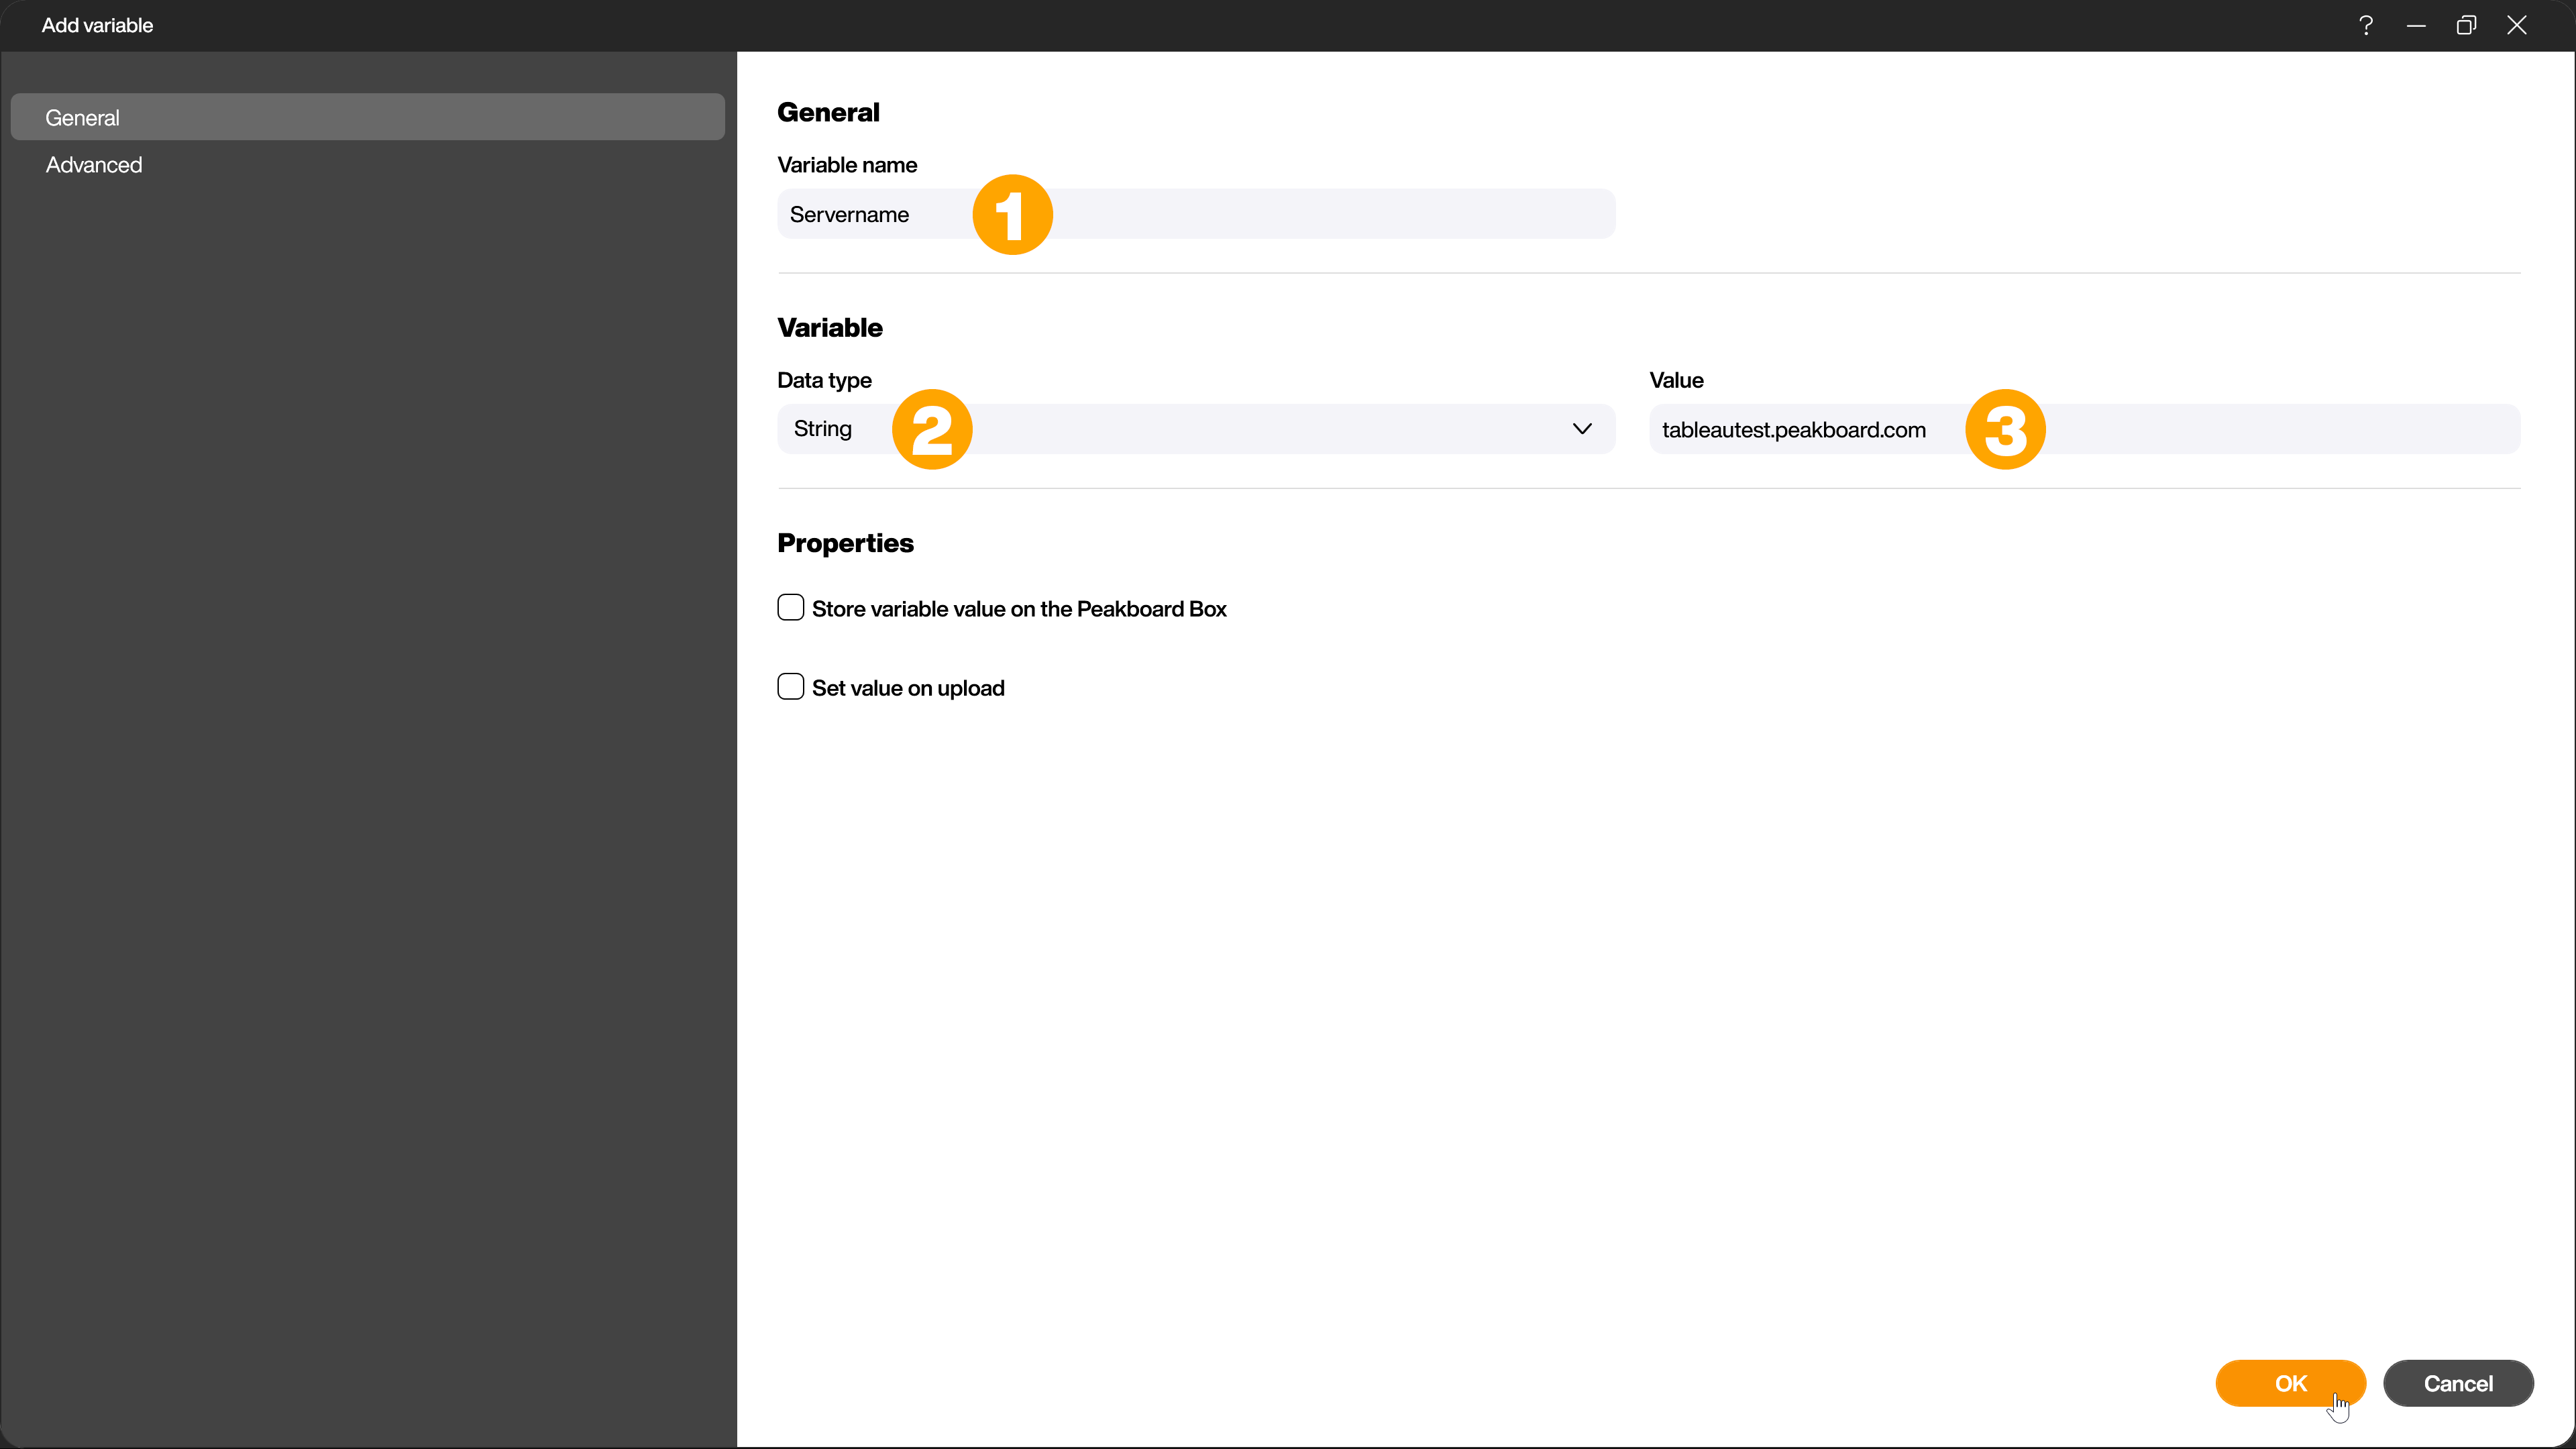 Add variable
General
Advanced
General
Variable name
Servername
1
Variable
Data type
Value
String
2
tableautest.peakboard.com
3
Properties
Store variable value on the Peakboard Box
Set value on upload
OK
Cancel